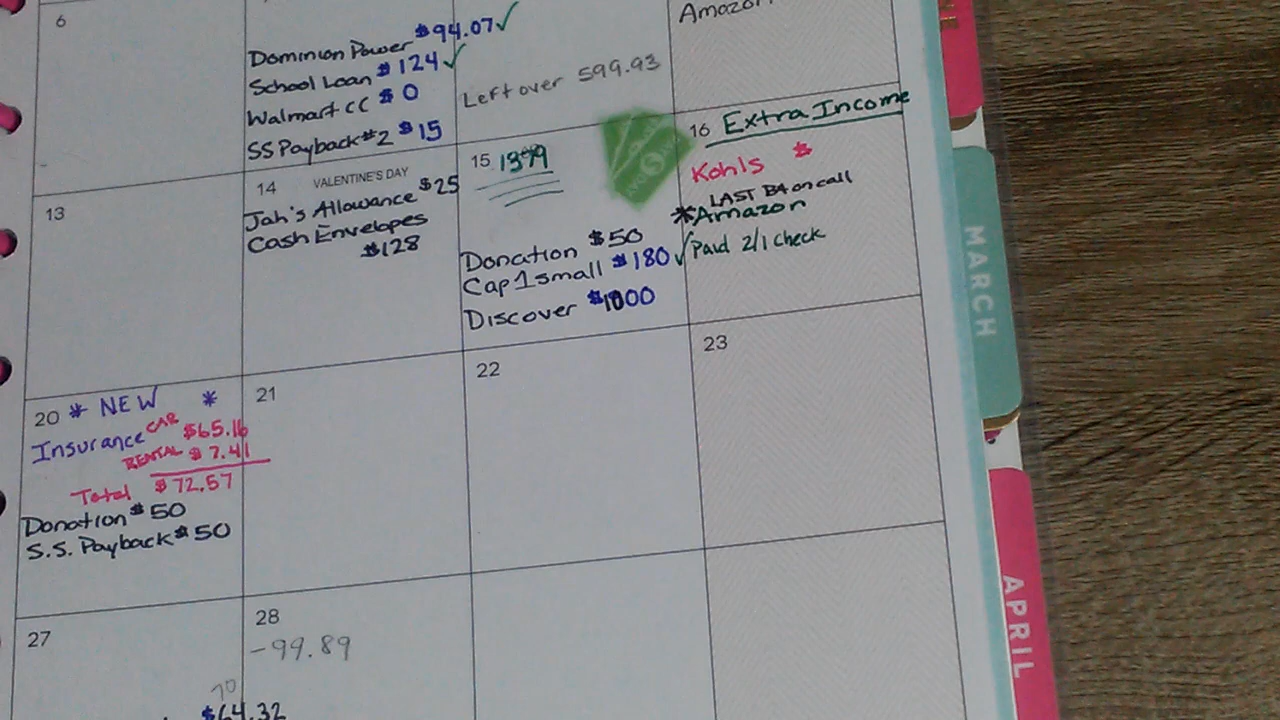 6
Dominion Power $94.07 ✓
School Loan $124 ✓
Walmart CC $0
SS Payback #2 $15
Left over 599.93
Amazon
13
14 VALENTINE'S DAY
Jah's Allowance $25
Cash Envelopes
$128
15 1399
Donation $50
Cap 1 small $180 ✓
Discover $1000
16 Extra Income
Kohls *
LAST B4 on call
*Amazon
Paid 2/1 check
20 * NEW *
Insurance CAR $65.16
RENTAL $7.41
Total $72.57
Donation $50
S.S. Payback $50
21
22
23
27
28
-99.89
70
$64.32
MARCH
APRIL